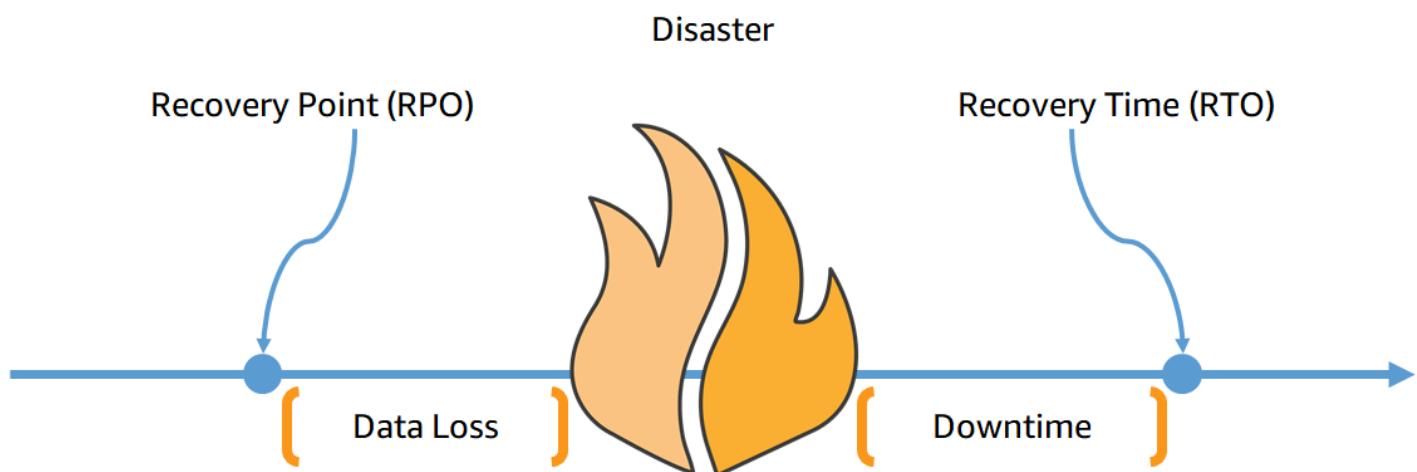 Disaster
Recovery Point (RPO)
Recovery Time (RTO)
Data Loss
Downtime